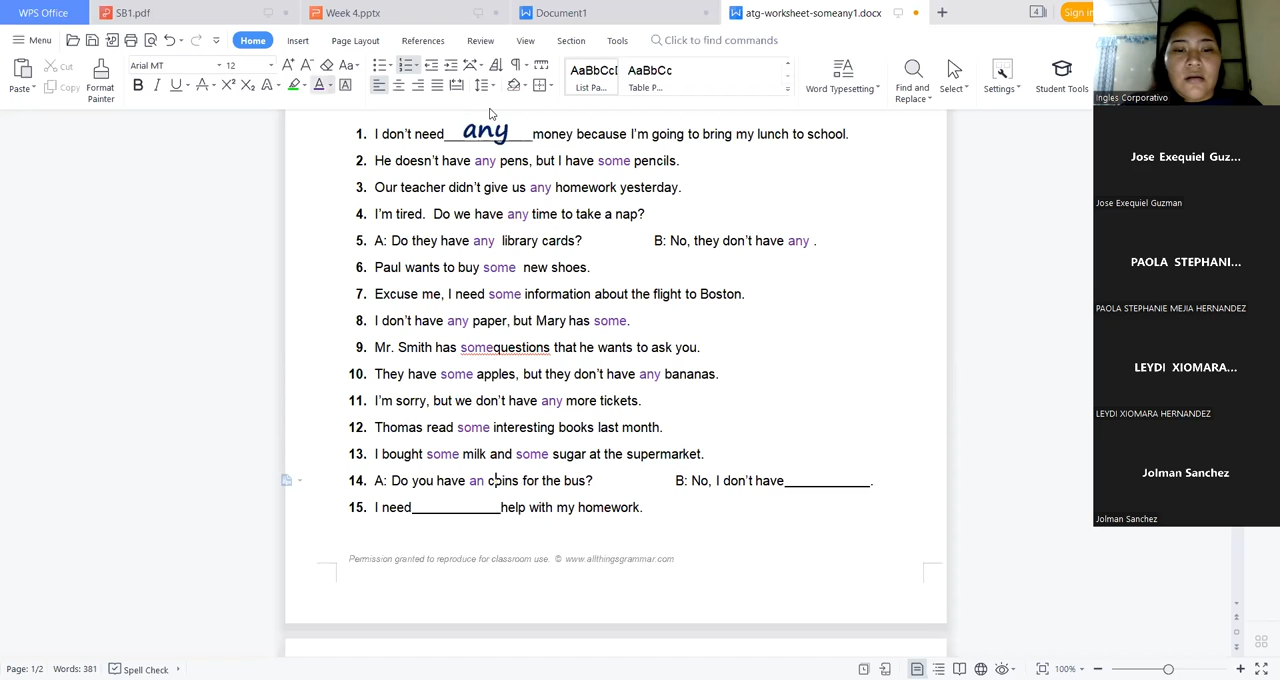 WPS Office SB1.pdf Week 4.pptx Document1 atg-worksheet-someany1.docx 4 Sign in
Menu Home Insert Page Layout References Review View Section Tools Click to find commands
Paste Cut Copy Format Painter Arial MT 12 AaBbCcI List Pa... AaBbCc Table P... Word Typesetting Find and Replace Select Settings Student Tools
1. I don't need any money because I'm going to bring my lunch to school.
2. He doesn't have any pens, but I have some pencils.
3. Our teacher didn't give us any homework yesterday.
4. I'm tired. Do we have any time to take a nap?
5. A: Do they have any library cards? B: No, they don't have any .
6. Paul wants to buy some new shoes.
7. Excuse me, I need some information about the flight to Boston.
8. I don't have any paper, but Mary has some.
9. Mr. Smith has somequestions that he wants to ask you.
10. They have some apples, but they don't have any bananas.
11. I'm sorry, but we don't have any more tickets.
12. Thomas read some interesting books last month.
13. I bought some milk and some sugar at the supermarket.
14. A: Do you have an coins for the bus? B: No, I don't have____________.
15. I need____________help with my homework.
Permission granted to reproduce for classroom use. © www.allthingsgrammar.com
Ingles Corporativo
Jose Exequiel Guz...
Jose Exequiel Guzman
PAOLA STEPHANI...
PAOLA STEPHANIE MEJIA HERNANDEZ
LEYDI XIOMARA...
LEYDI XIOMARA HERNANDEZ
Jolman Sanchez
Jolman Sanchez
Page: 1/2 Words: 381 Spell Check 100%